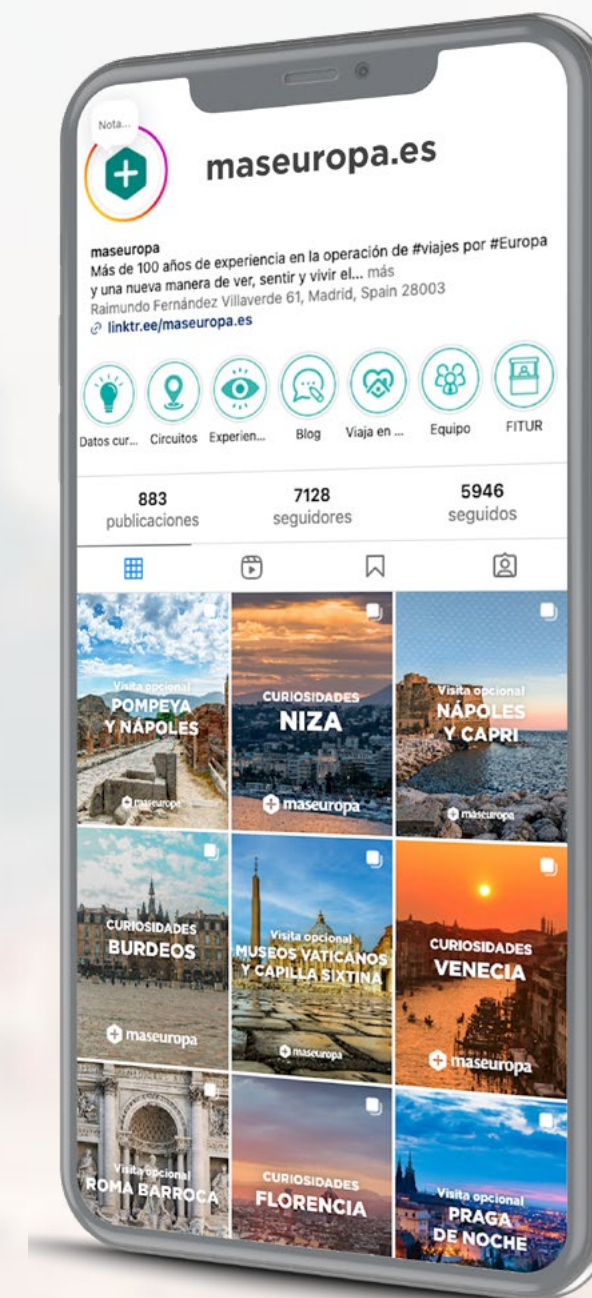 Nota...
maseuropa.es
maseuropa
Más de 100 años de experiencia en la operación de #viajes por #Europa
y una nueva manera de ver, sentir y vivir el... más
Raimundo Fernández Villaverde 61, Madrid, Spain 28003
linktr.ee/maseuropa.es
Datos cur... Circuitos Experien... Blog Viaja en ... Equipo FITUR
883 7128 5946
publicaciones seguidores seguidos
Visita opcional
POMPEYA
Y NÁPOLES
maseuropa
CURIOSIDADES
NIZA
maseuropa
Visita opcional
NÁPOLES
Y CAPRI
maseuropa
CURIOSIDADES
BURDEOS
maseuropa
Visita opcional
MUSEOS VATICANOS
Y CAPILLA SIXTINA
maseuropa
CURIOSIDADES
VENECIA
maseuropa
Visita opcional
ROMA BARROCA
CURIOSIDADES
FLORENCIA
Visita opcional
PRAGA
DE NOCHE